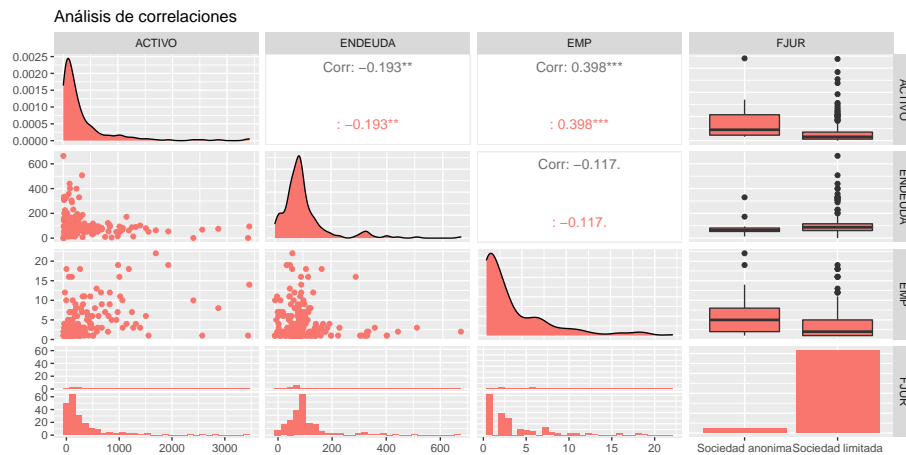 Análisis de correlaciones
ACTIVO ENDEUDA EMP FJUR
0.0025
0.0020
0.0015
0.0010
0.0005
0.0000
Corr: −0.193**
: −0.193**
Corr: 0.398***
: 0.398***
ACTIVO
600
400
200
0
Corr: −0.117.
: −0.117.
ENDEUDA
20
15
10
5
0
EMP
60
40
20
0
60
40
20
0
FJUR
0 1000 2000 3000 0 200 400 600 0 5 10 15 20 Sociedad anonima Sociedad limitada